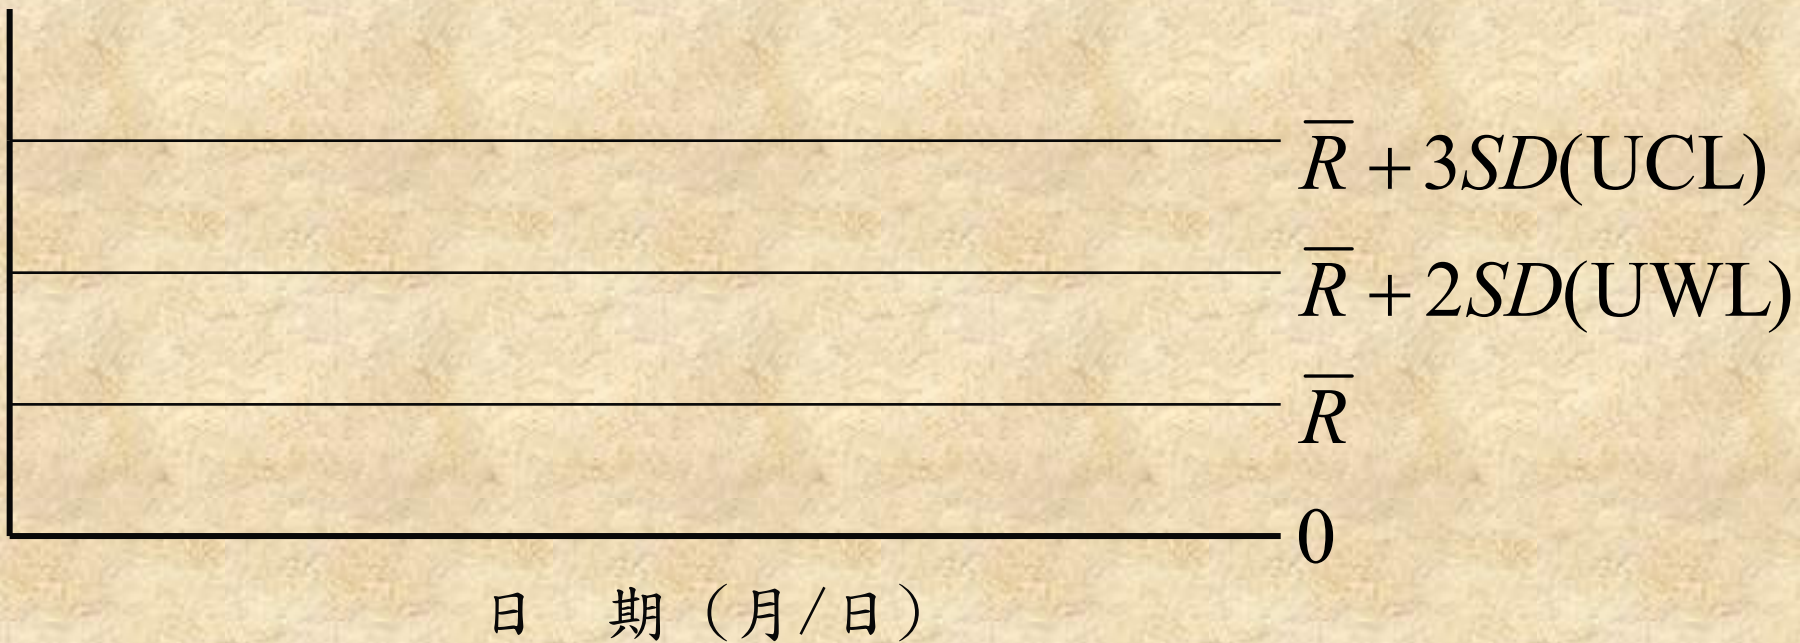 R̅ + 3SD(UCL)
R̅ + 2SD(UWL)
R̅
0
日 期（月/日）